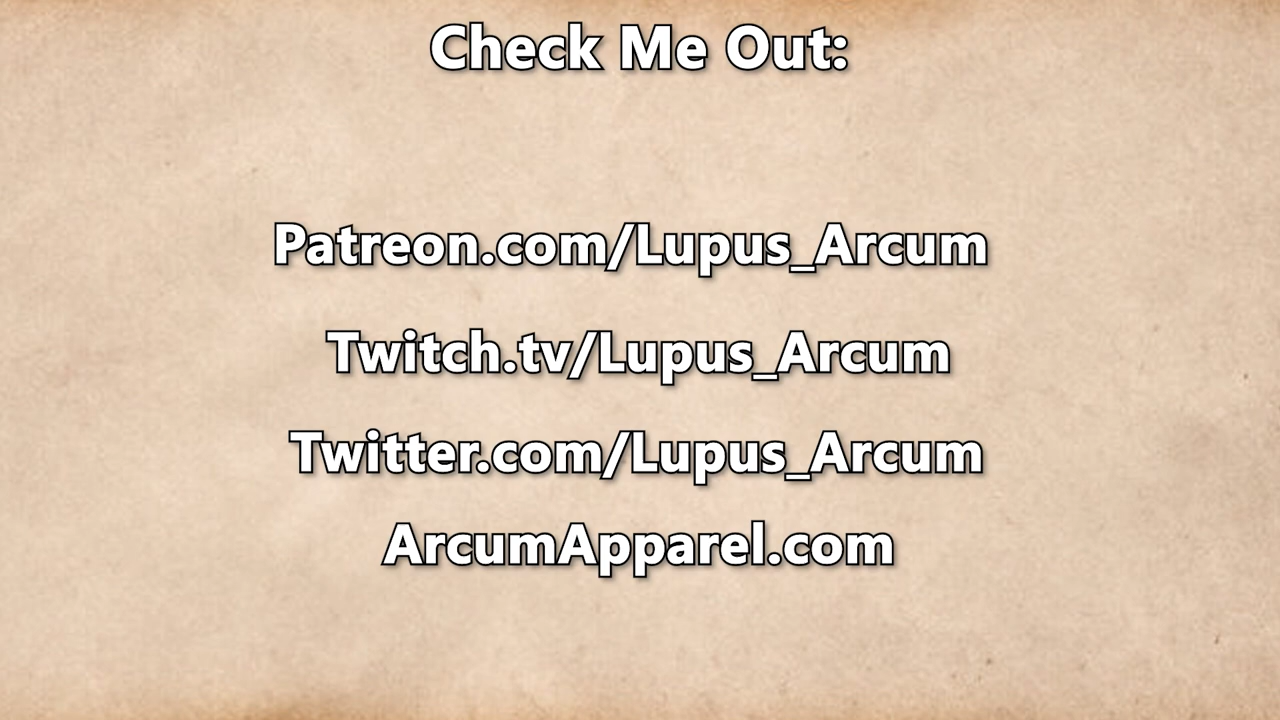 Check Me Out:
Patreon.com/Lupus_Arcum
Twitch.tv/Lupus_Arcum
Twitter.com/Lupus_Arcum
ArcumApparel.com